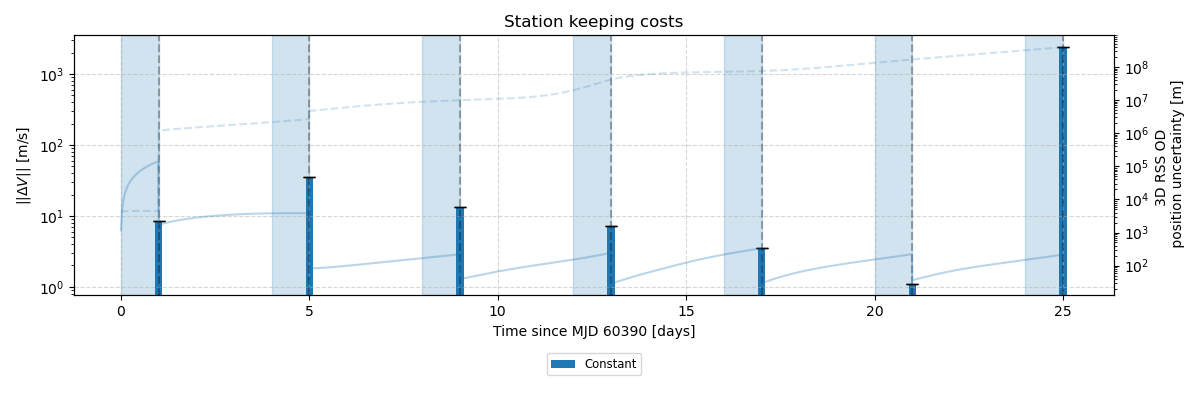 Station keeping costs
||ΔV|| [m/s]
10³
10²
10¹
10⁰
10⁸
10⁷
10⁶
10⁵
10⁴
10³
10²
3D RSS OD
position uncertainty [m]
0 5 10 15 20 25
Time since MJD 60390 [days]
Constant